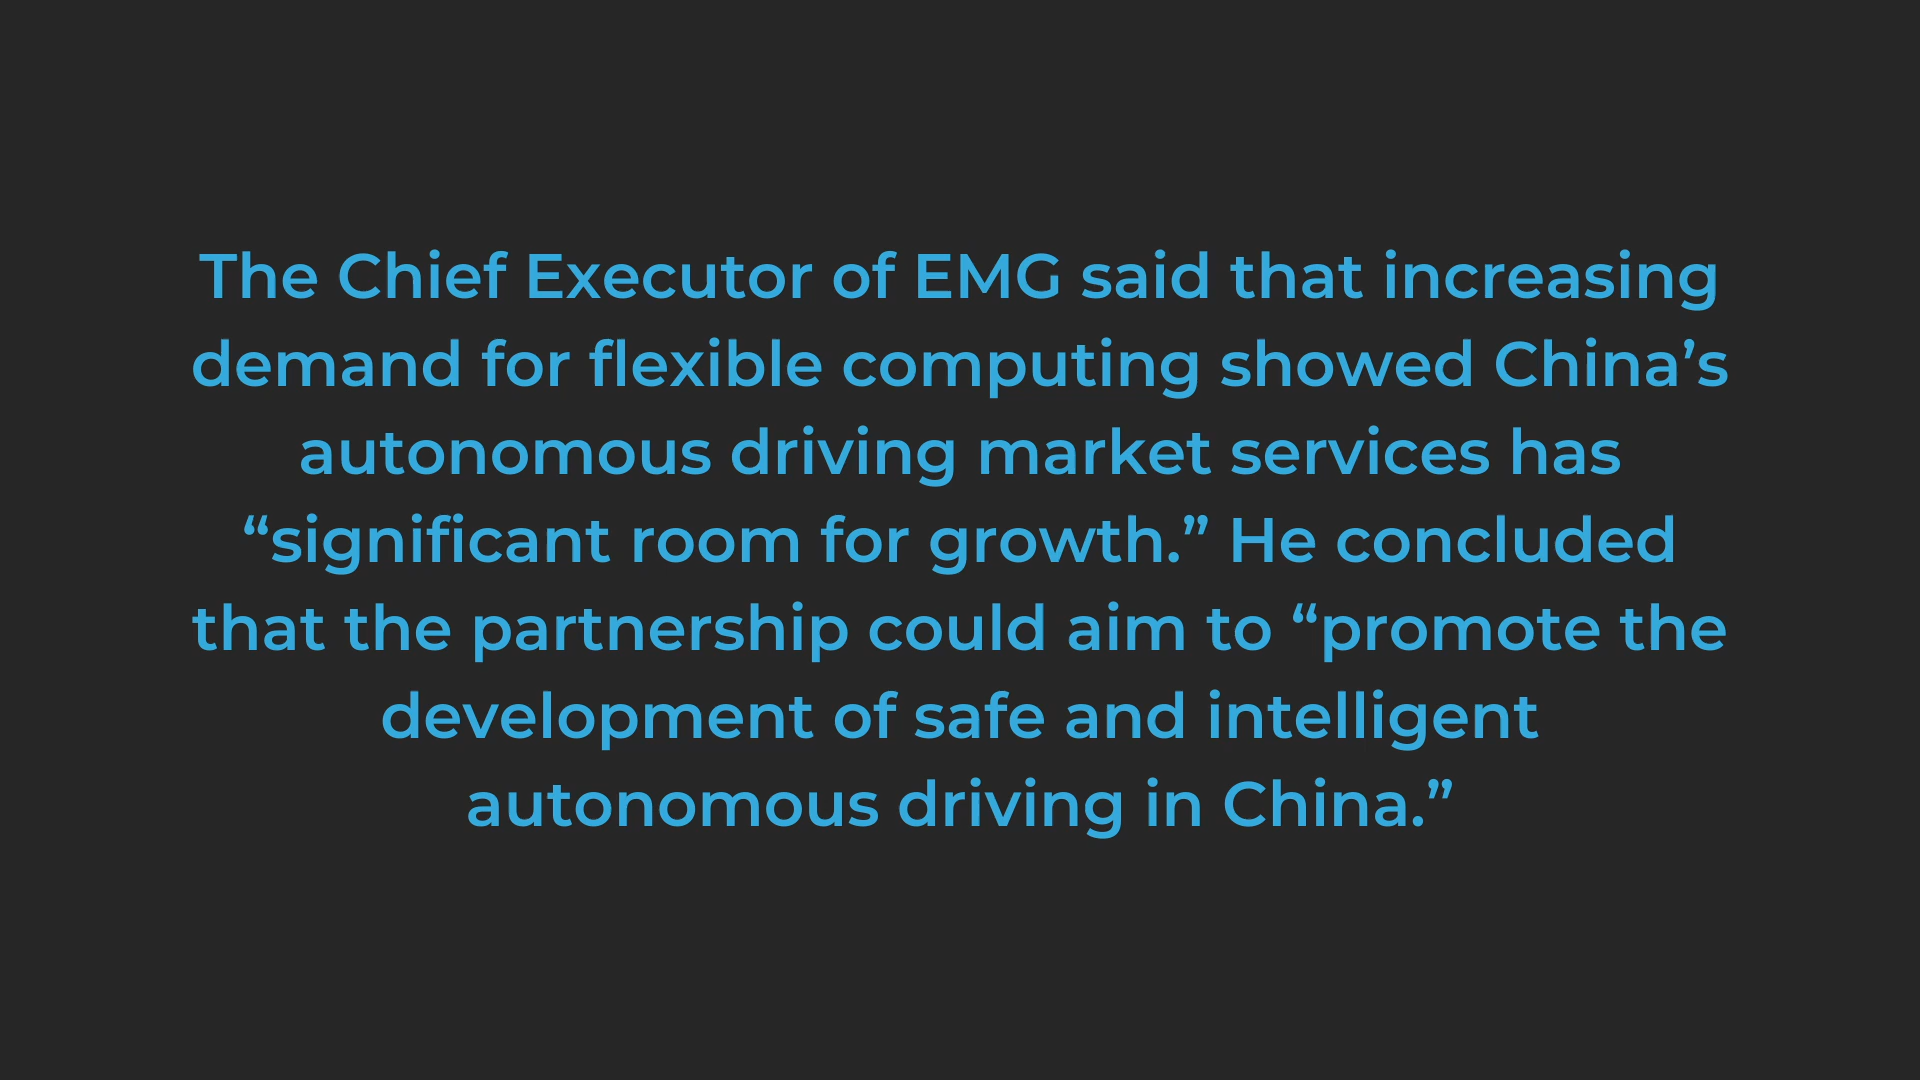 The Chief Executor of EMG said that increasing
demand for flexible computing showed China’s
autonomous driving market services has
“significant room for growth.” He concluded
that the partnership could aim to “promote the
development of safe and intelligent
autonomous driving in China.”